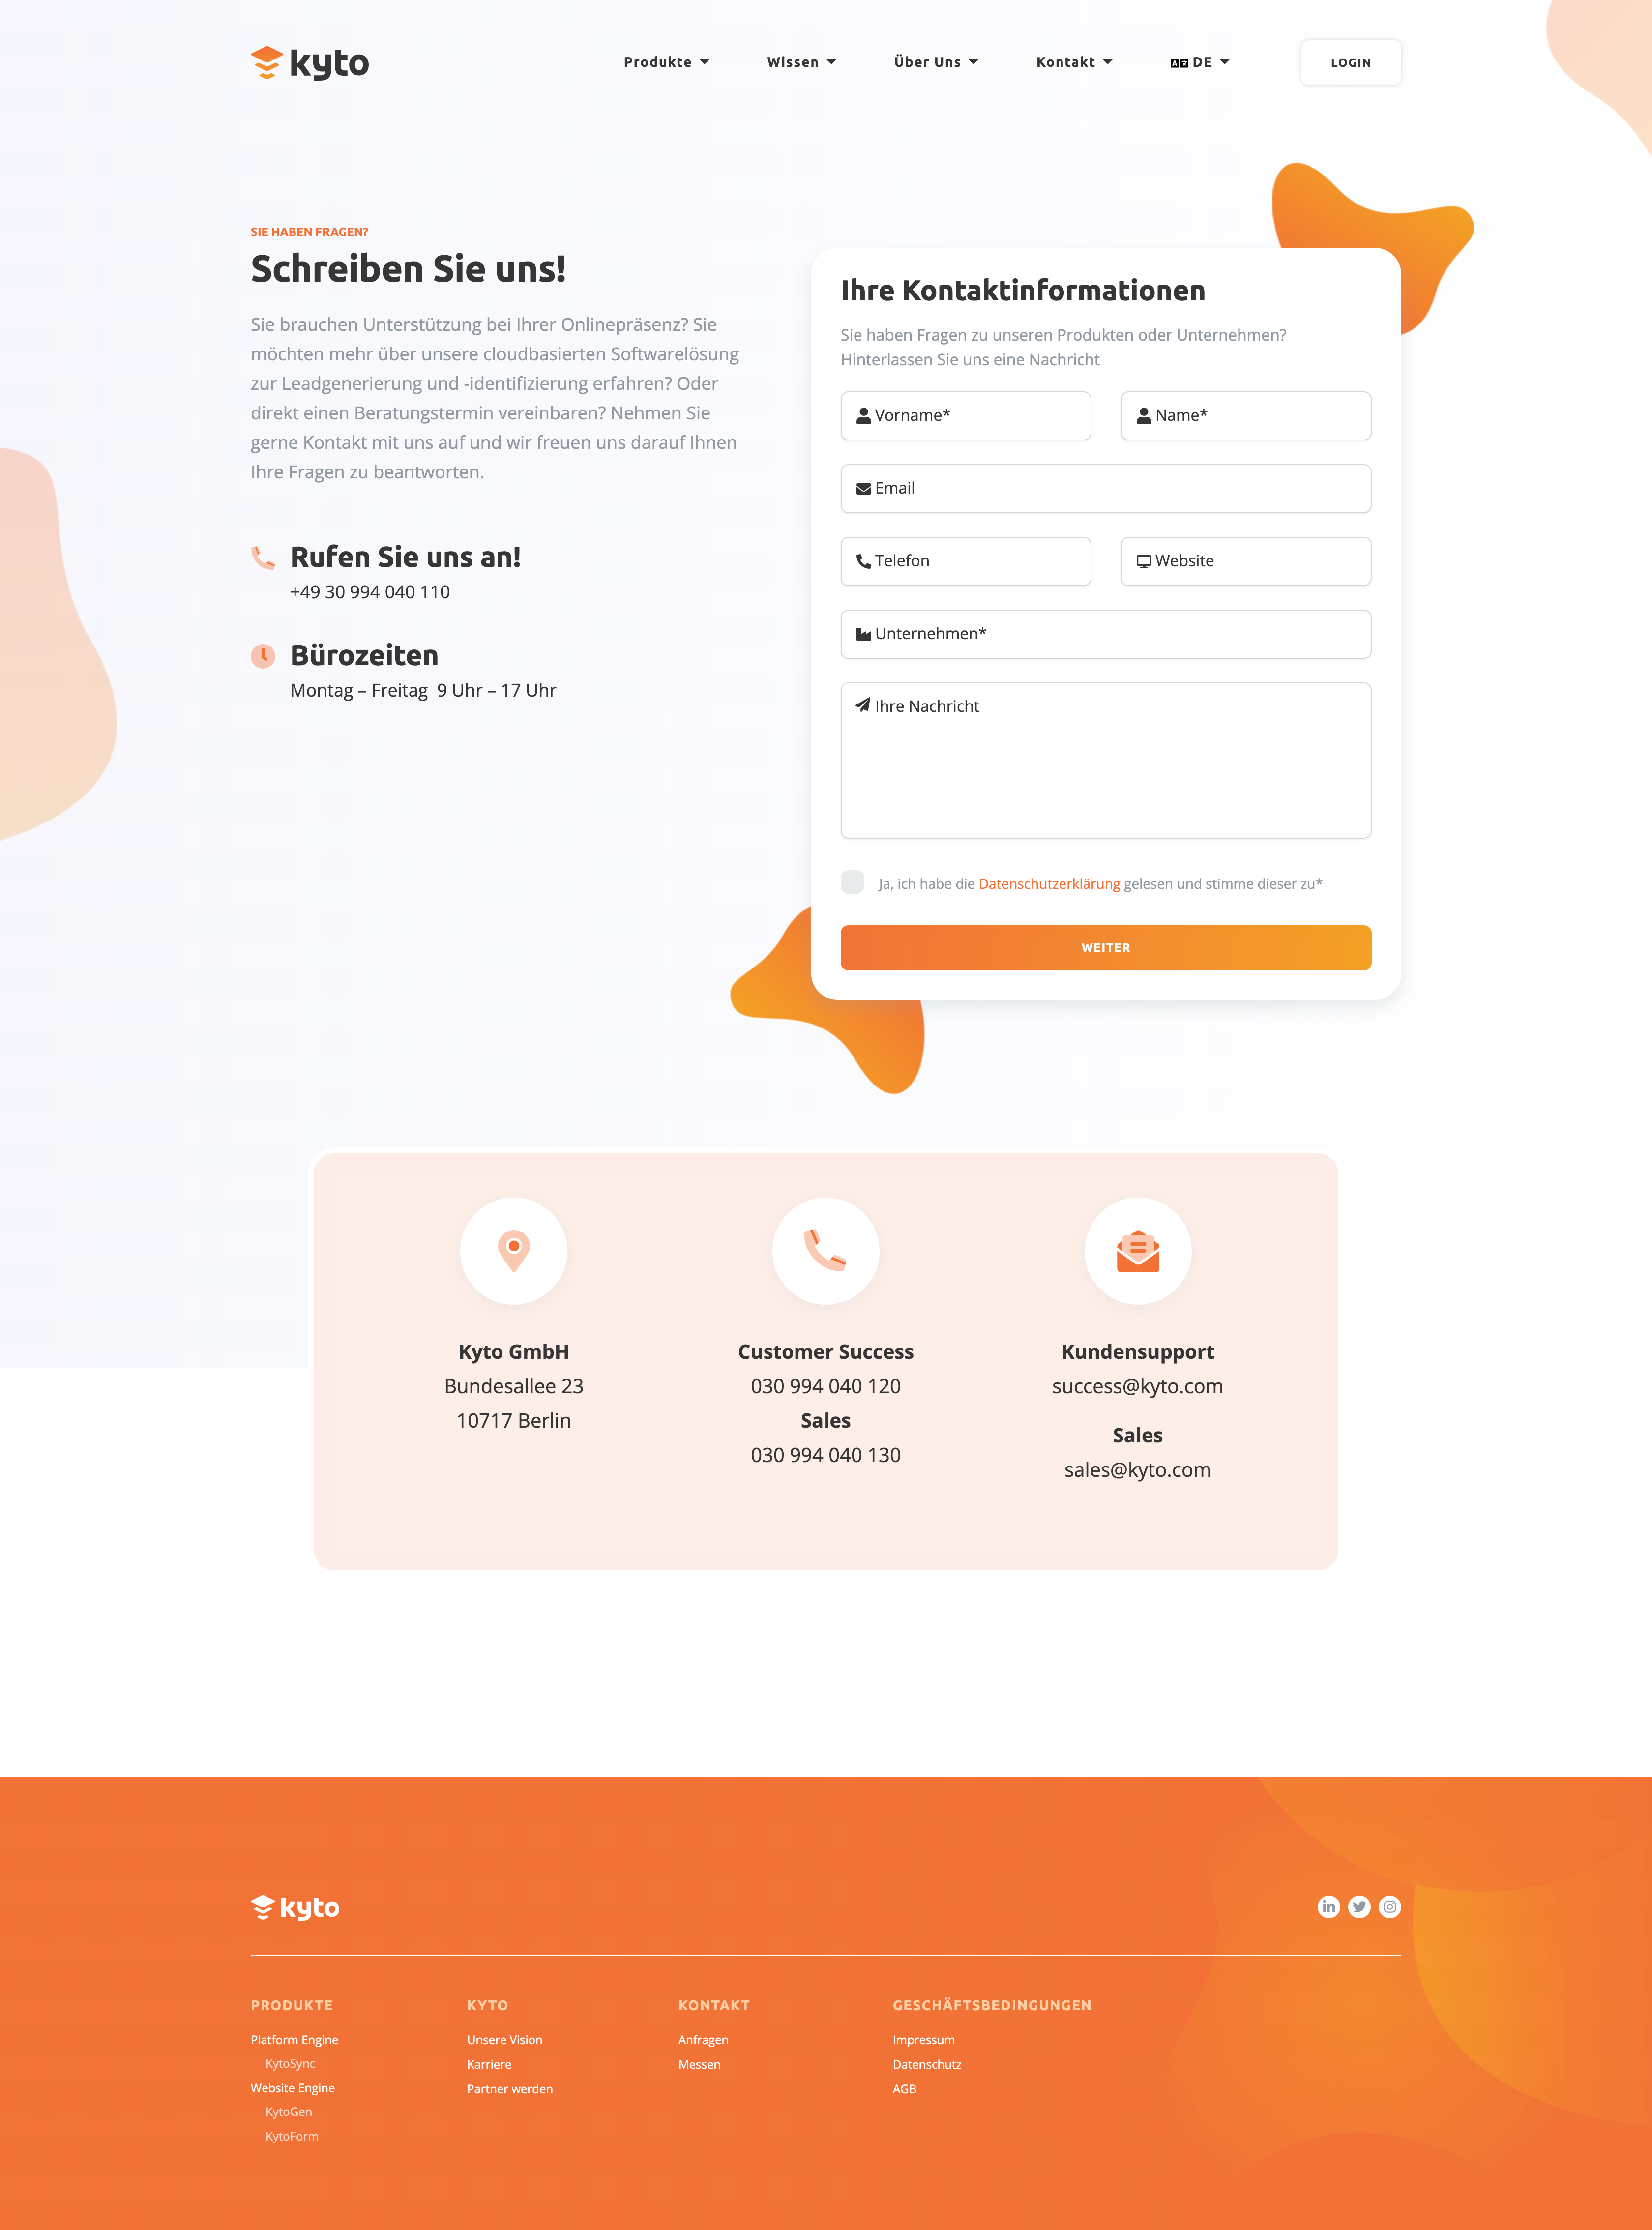 kyto
Produkte
Wissen
Über Uns
Kontakt
DE
LOGIN
SIE HABEN FRAGEN?
Schreiben Sie uns!
Sie brauchen Unterstützung bei Ihrer Onlinepräsenz? Sie
möchten mehr über unsere cloudbasierten Softwarelösung
zur Leadgenerierung und -identifizierung erfahren? Oder
direkt einen Beratungstermin vereinbaren? Nehmen Sie
gerne Kontakt mit uns auf und wir freuen uns darauf Ihnen
Ihre Fragen zu beantworten.
Rufen Sie uns an!
+49 30 994 040 110
Bürozeiten
Montag – Freitag  9 Uhr – 17 Uhr
Ihre Kontaktinformationen
Sie haben Fragen zu unseren Produkten oder Unternehmen?
Hinterlassen Sie uns eine Nachricht
Vorname*
Name*
Email
Telefon
Website
Unternehmen*
Ihre Nachricht
Ja, ich habe die Datenschutzerklärung gelesen und stimme dieser zu*
WEITER
Kyto GmbH
Bundesallee 23
10717 Berlin
Customer Success
030 994 040 120
Sales
030 994 040 130
Kundensupport
success@kyto.com
Sales
sales@kyto.com
kyto
PRODUKTE
Platform Engine
KytoSync
Website Engine
KytoGen
KytoForm
KYTO
Unsere Vision
Karriere
Partner werden
KONTAKT
Anfragen
Messen
GESCHÄFTSBEDINGUNGEN
Impressum
Datenschutz
AGB